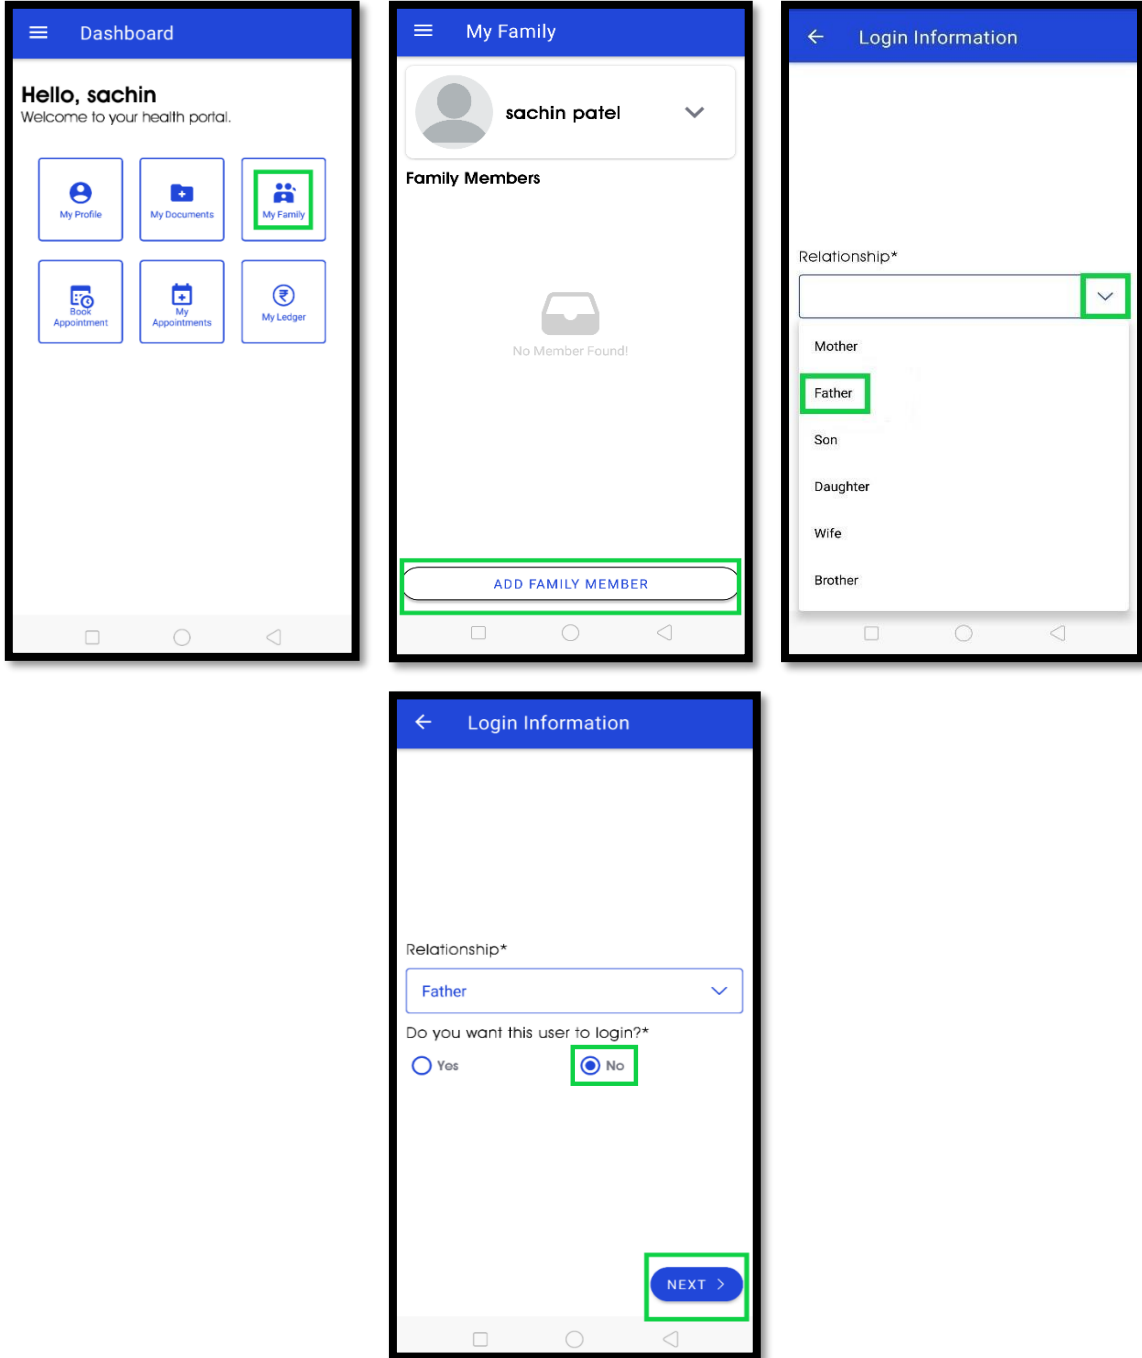 Dashboard
Hello, sachin
Welcome to your health portal.
My Profile
My Documents
My Family
Book
Appointment
My
Appointments
My Ledger
My Family
sachin patel
Family Members
No Member Found!
ADD FAMILY MEMBER
Login Information
Relationship*
Mother
Father
Son
Daughter
Wife
Brother
Login Information
Relationship*
Father
Do you want this user to login?*
Yes
No
NEXT >